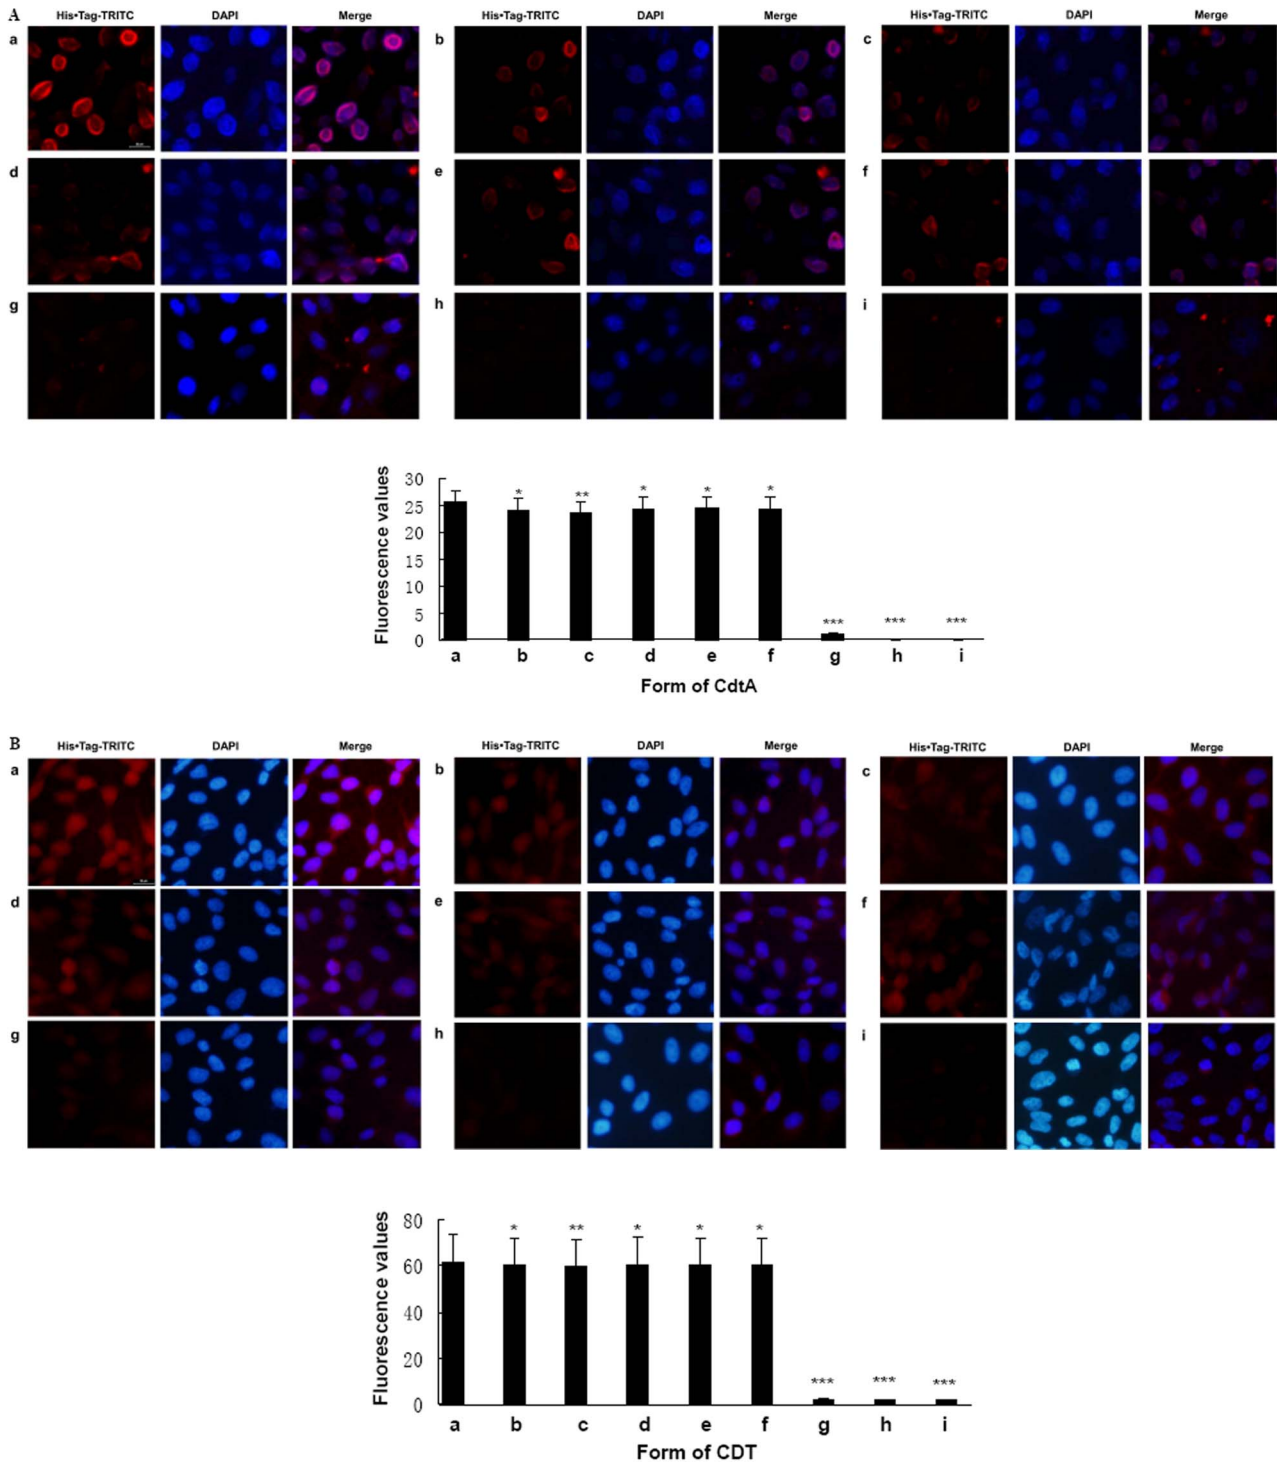 A
His•Tag-TRITC DAPI Merge His•Tag-TRITC DAPI Merge His•Tag-TRITC DAPI Merge
a b c
d e f
g h i
Fluorescence values
30
25
20
15
10
5
0
* ** * * * *** *** ***
a b c d e f g h i
Form of CdtA
B
His•Tag-TRITC DAPI Merge His•Tag-TRITC DAPI Merge His•Tag-TRITC DAPI Merge
a b c
d e f
g h i
Fluorescence values
80
60
40
20
0
* ** * * * *** *** ***
a b c d e f g h i
Form of CDT